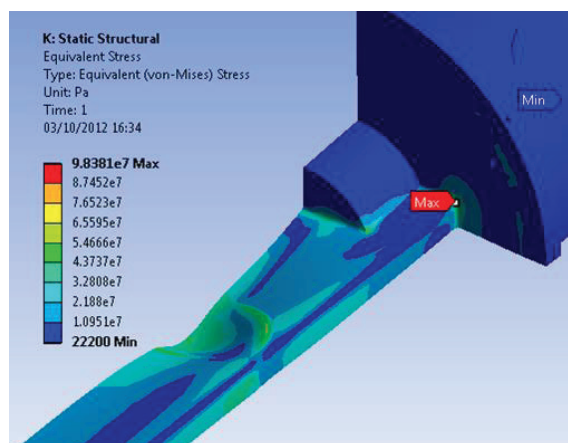 K: Static Structural
Equivalent Stress
Type: Equivalent (von-Mises) Stress
Unit: Pa
Time: 1
03/10/2012 16:34
9.8381e7 Max
8.7452e7
7.6523e7
6.5595e7
5.4666e7
4.3737e7
3.2808e7
2.188e7
1.0951e7
22200 Min
Min
Max